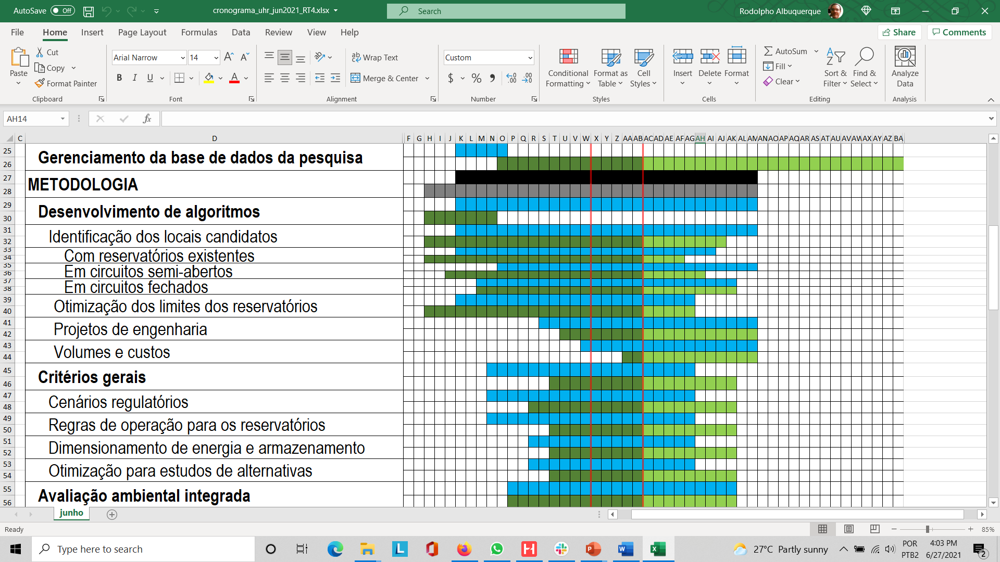 AutoSave Off cronograma_uhr_jun2021_RT4.xlsx Search Rodolpho Albuquerque
File Home Insert Page Layout Formulas Data Review View Help Share Comments
Paste Cut Copy Format Painter Clipboard
Arial Narrow 14 B I U A Font
Wrap Text Merge & Center Alignment
Custom $ % Number
Conditional Formatting Format as Table Cell Styles Styles
Insert Delete Format Cells
AutoSum Fill Clear Sort & Filter Find & Select Editing
Analyze Data Analysis
AH14 fx
C D F G H I J K L M N O P Q R S T U V W X Y Z AA AB AC AD AE AF AG AH AI AJ AK AL AM AN AO AP AQ AR AS AT AU AV AW AX AY AZ BA
25 Gerenciamento da base de dados da pesquisa
26
27 METODOLOGIA
28
29 Desenvolvimento de algoritmos
30
31 Identificação dos locais candidatos
32
33 Com reservatórios existentes
34
35 Em circuitos semi-abertos
36
37 Em circuitos fechados
38
39 Otimização dos limites dos reservatórios
40
41 Projetos de engenharia
42
43 Volumes e custos
44
45 Critérios gerais
46
47 Cenários regulatórios
48
49 Regras de operação para os reservatórios
50
51 Dimensionamento de energia e armazenamento
52
53 Otimização para estudos de alternativas
54
55 Avaliação ambiental integrada
56
junho
Ready 85%
Type here to search 27°C Partly sunny POR PTB2 4:03 PM 6/27/2021 2